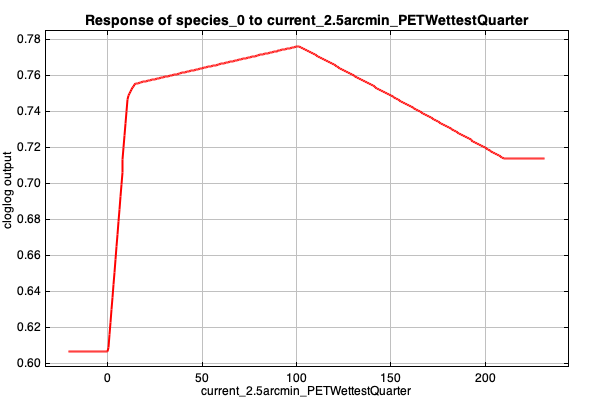 Response of species_0 to current_2.5arcmin_PETWettestQuarter
0.78
0.76
0.74
0.72
0.70
0.68
0.66
0.64
0.62
0.60
cloglog output
0 50 100 150 200
current_2.5arcmin_PETWettestQuarter